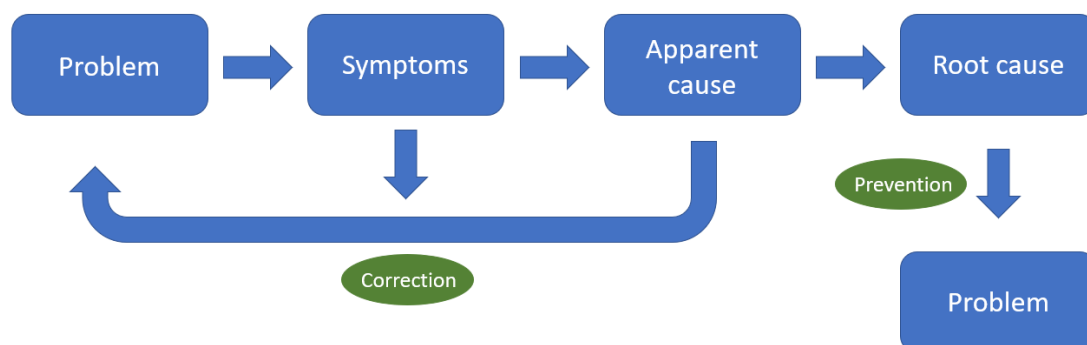 Problem
Symptoms
Apparent
cause
Root cause
Prevention
Correction
Problem